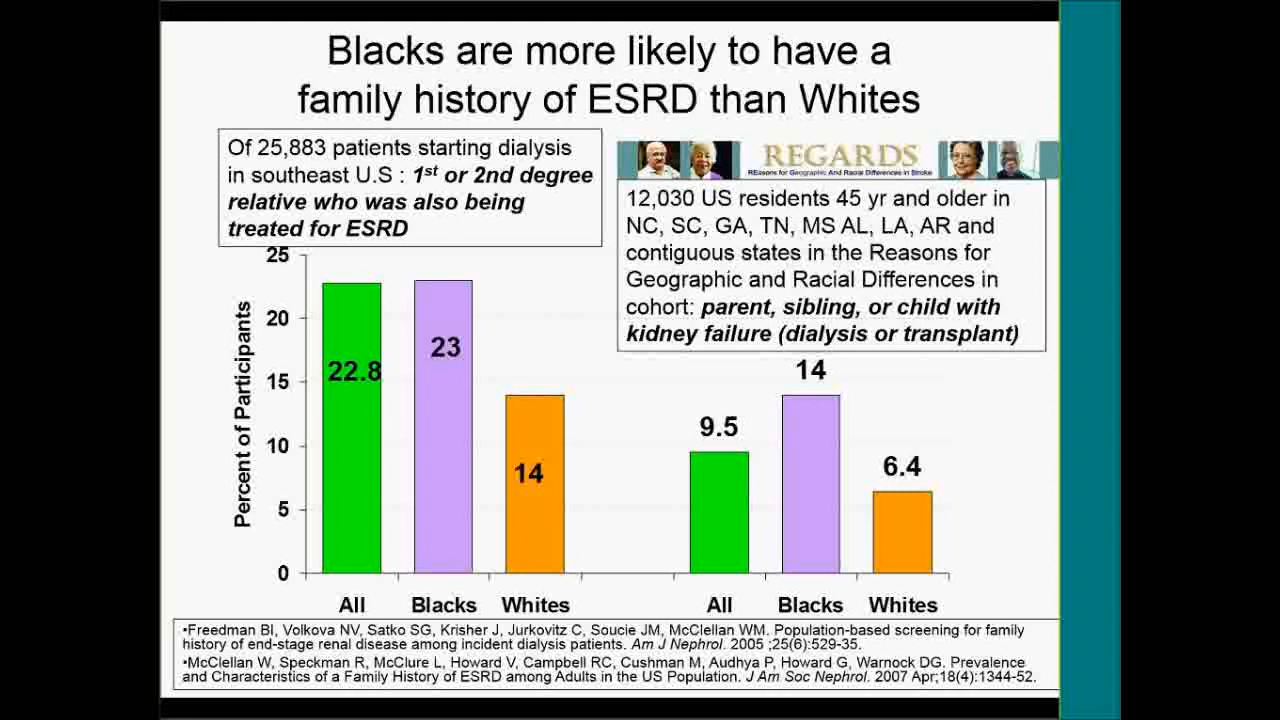 Blacks are more likely to have a
family history of ESRD than Whites
Of 25,883 patients starting dialysis
in southeast U.S : 1st or 2nd degree
relative who was also being
treated for ESRD
REGARDS
REasons for Geographic And Racial Differences in Stroke
12,030 US residents 45 yr and older in
NC, SC, GA, TN, MS AL, LA, AR and
contiguous states in the Reasons for
Geographic and Racial Differences in
cohort: parent, sibling, or child with
kidney failure (dialysis or transplant)
Percent of Participants
25
20
15
10
5
0
22.8
23
14
9.5
14
6.4
All Blacks Whites All Blacks Whites
•Freedman BI, Volkova NV, Satko SG, Krisher J, Jurkovitz C, Soucie JM, McClellan WM. Population-based screening for family
history of end-stage renal disease among incident dialysis patients. Am J Nephrol. 2005 ;25(6):529-35.
•McClellan W, Speckman R, McClure L, Howard V, Campbell RC, Cushman M, Audhya P, Howard G, Warnock DG. Prevalence
and Characteristics of a Family History of ESRD among Adults in the US Population. J Am Soc Nephrol. 2007 Apr;18(4):1344-52.